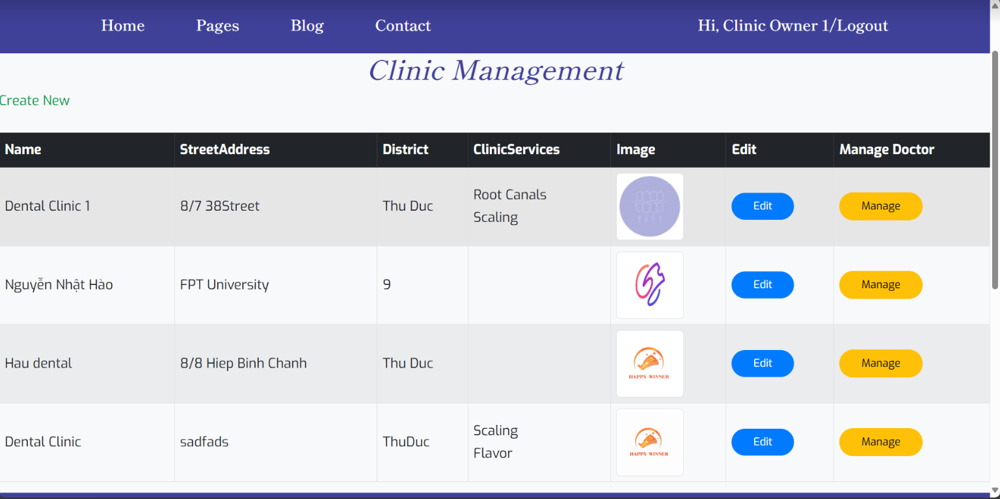 Home Pages Blog Contact Hi, Clinic Owner 1/Logout
Clinic Management
Create New
Name StreetAddress District ClinicServices Image Edit Manage Doctor
Dental Clinic 1 8/7 38Street Thu Duc Root Canals Edit Manage
Scaling
Nguyễn Nhật Hào FPT University 9 Edit Manage
Hau dental 8/8 Hiep Binh Chanh Thu Duc HAPPY WINNER Edit Manage
Dental Clinic sadfads ThuDuc Scaling HAPPY WINNER Edit Manage
Flavor